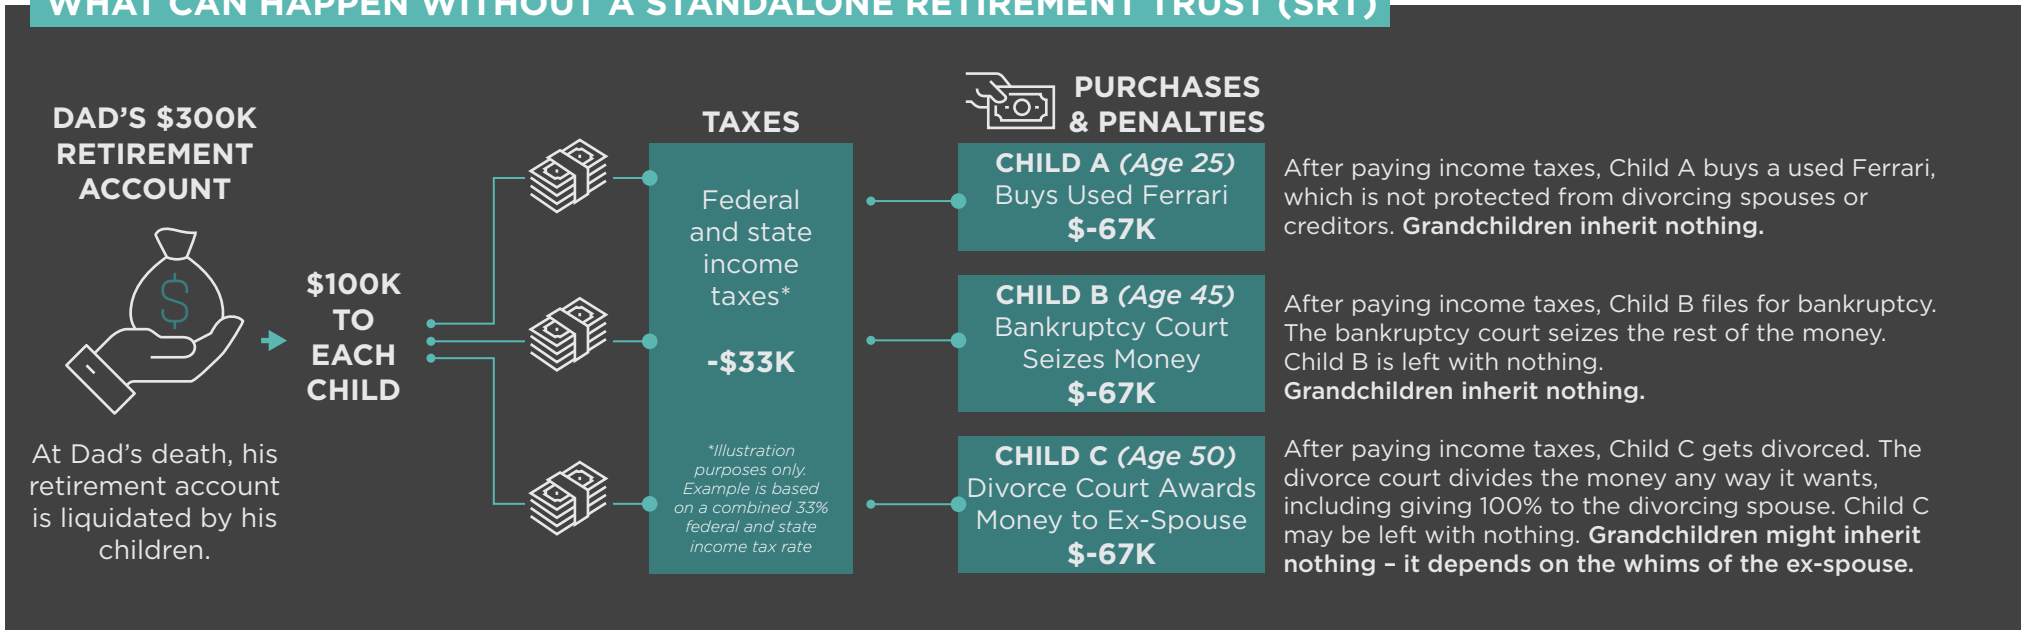 WHAT CAN HAPPEN WITHOUT A STANDALONE RETIREMENT TRUST (SRT)
DAD’S $300K
RETIREMENT
ACCOUNT
$
At Dad’s death, his
retirement account
is liquidated by his
children.
$100K
TO
EACH
CHILD
TAXES
Federal
and state
income
taxes*
-$33K
*Illustration
purposes only.
Example is based
on a combined 33%
federal and state
income tax rate
PURCHASES
& PENALTIES
CHILD A (Age 25)
Buys Used Ferrari
$-67K
After paying income taxes, Child A buys a used Ferrari,
which is not protected from divorcing spouses or
creditors. Grandchildren inherit nothing.
CHILD B (Age 45)
Bankruptcy Court
Seizes Money
$-67K
After paying income taxes, Child B files for bankruptcy.
The bankruptcy court seizes the rest of the money.
Child B is left with nothing.
Grandchildren inherit nothing.
CHILD C (Age 50)
Divorce Court Awards
Money to Ex-Spouse
$-67K
After paying income taxes, Child C gets divorced. The
divorce court divides the money any way it wants,
including giving 100% to the divorcing spouse. Child C
may be left with nothing. Grandchildren might inherit
nothing – it depends on the whims of the ex-spouse.